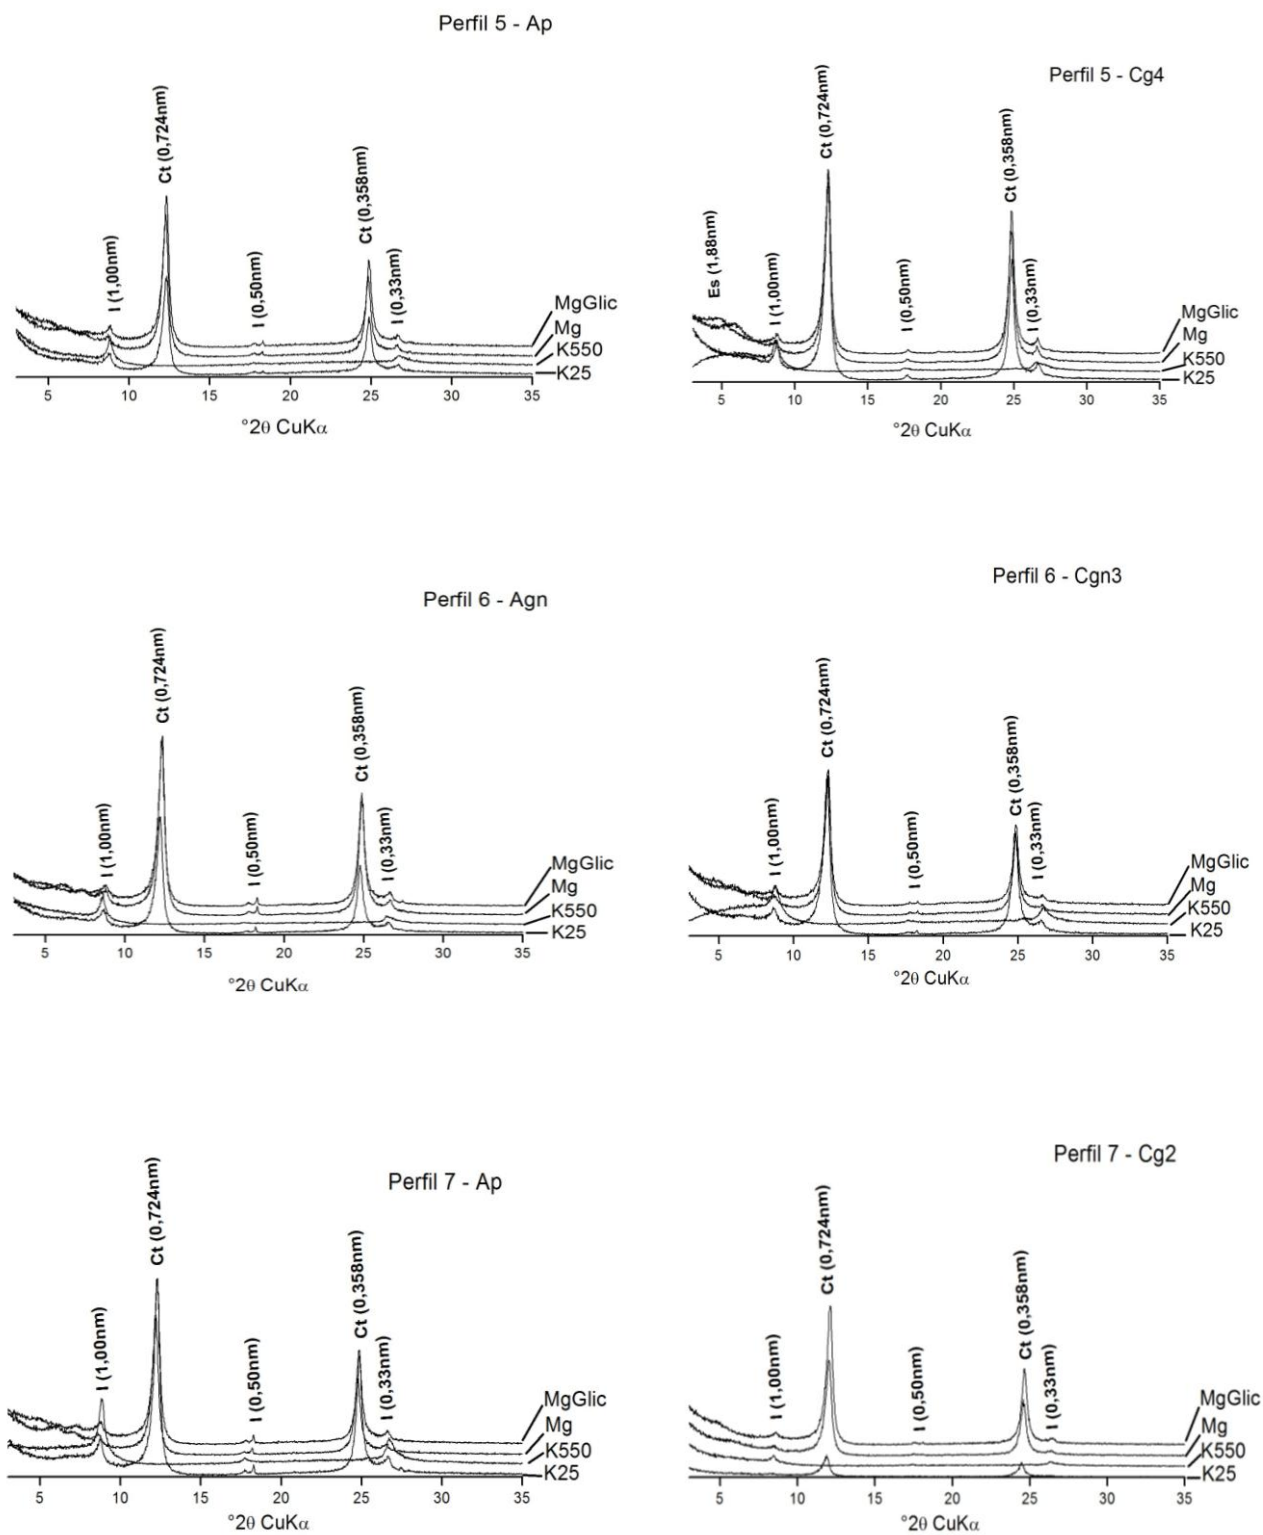 Perfil 5 - Ap
Ct (0,724nm)
I (1,00nm)
I (0,50nm)
Ct (0,358nm)
I (0,33nm)
MgGlic
Mg
K550
K25
5 10 15 20 25 30 35
°2θ CuKα
Perfil 5 - Cg4
Es (1,88nm)
I (1,00nm)
Ct (0,724nm)
I (0,50nm)
Ct (0,358nm)
I (0,33nm)
MgGlic
Mg
K550
K25
5 10 15 20 25 30 35
°2θ CuKα
Perfil 6 - Agn
I (1,00nm)
Ct (0,724nm)
I (0,50nm)
Ct (0,358nm)
I (0,33nm)
MgGlic
Mg
K550
K25
5 10 15 20 25 30 35
°2θ CuKα
Perfil 6 - Cgn3
I (1,00nm)
Ct (0,724nm)
I (0,50nm)
Ct (0,358nm)
I (0,33nm)
MgGlic
Mg
K550
K25
5 10 15 20 25 30 35
°2θ CuKα
Perfil 7 - Ap
I (1,00nm)
Ct (0,724nm)
I (0,50nm)
Ct (0,358nm)
I (0,33nm)
MgGlic
Mg
K550
K25
5 10 15 20 25 30 35
°2θ CuKα
Perfil 7 - Cg2
I (1,00nm)
Ct (0,724nm)
I (0,50nm)
Ct (0,358nm)
I (0,33nm)
MgGlic
Mg
K550
K25
5 10 15 20 25 30 35
°2θ CuKα